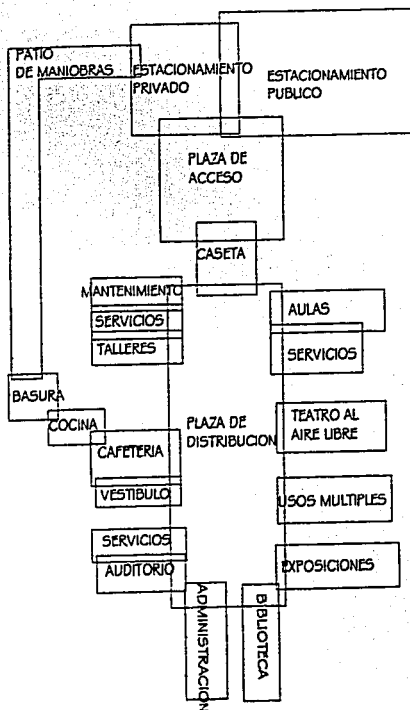 PATIO
DE MANIOBRAS
ESTACIONAMIENTO
PRIVADO
ESTACIONAMIENTO
PUBLICO
PLAZA DE
ACCESO
CASETA
MANTENIMIENTO
SERVICIOS
TALLERES
AULAS
SERVICIOS
BASURA
COCINA
CAFETERIA
VESTIBULO
PLAZA DE
DISTRIBUCION
TEATRO AL
AIRE LIBRE
USOS MULTIPLES
SERVICIOS
AUDITORIO
EXPOSICIONES
ADMINISTRACION
BIBLIOTECA